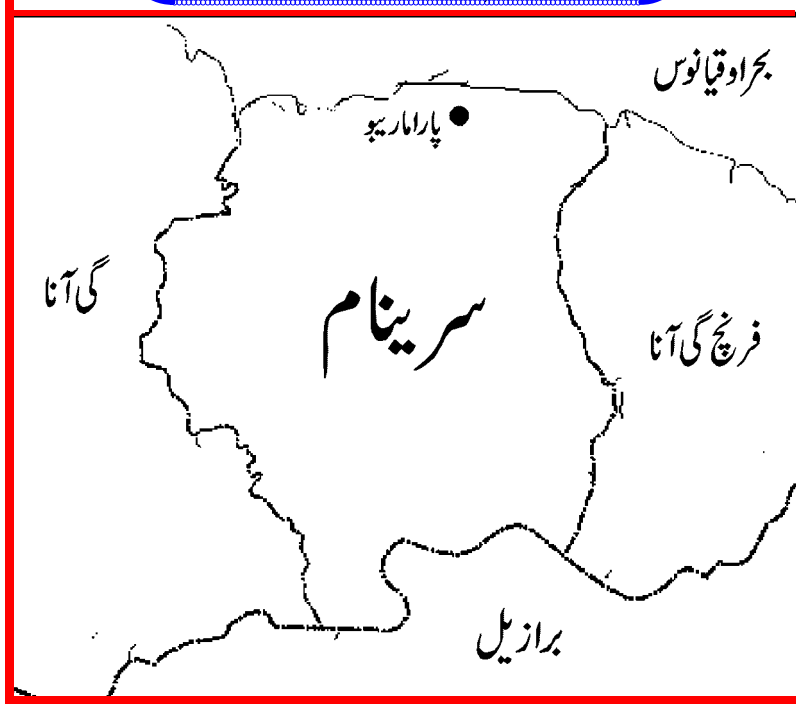 بحراوقیانوس
پاراماریبو
گی آنا
سرینام
فرنچ گی آنا
برازیل